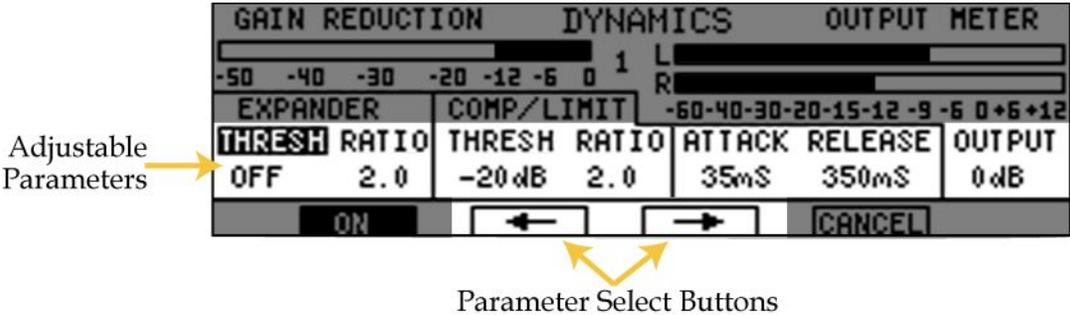 GAIN REDUCTION DYNAMICS OUTPUT METER
1 L
-50 -40 -30 -20 -12 -6 0 R
EXPANDER COMP/LIMIT -60-40-30-20-15-12 -9 -6 0+6+12
THRESH RATIO THRESH RATIO ATTACK RELEASE OUTPUT
OFF 2.0 -20dB 2.0 35mS 350mS 0dB
ON ← → CANCEL
Adjustable
Parameters
Parameter Select Buttons